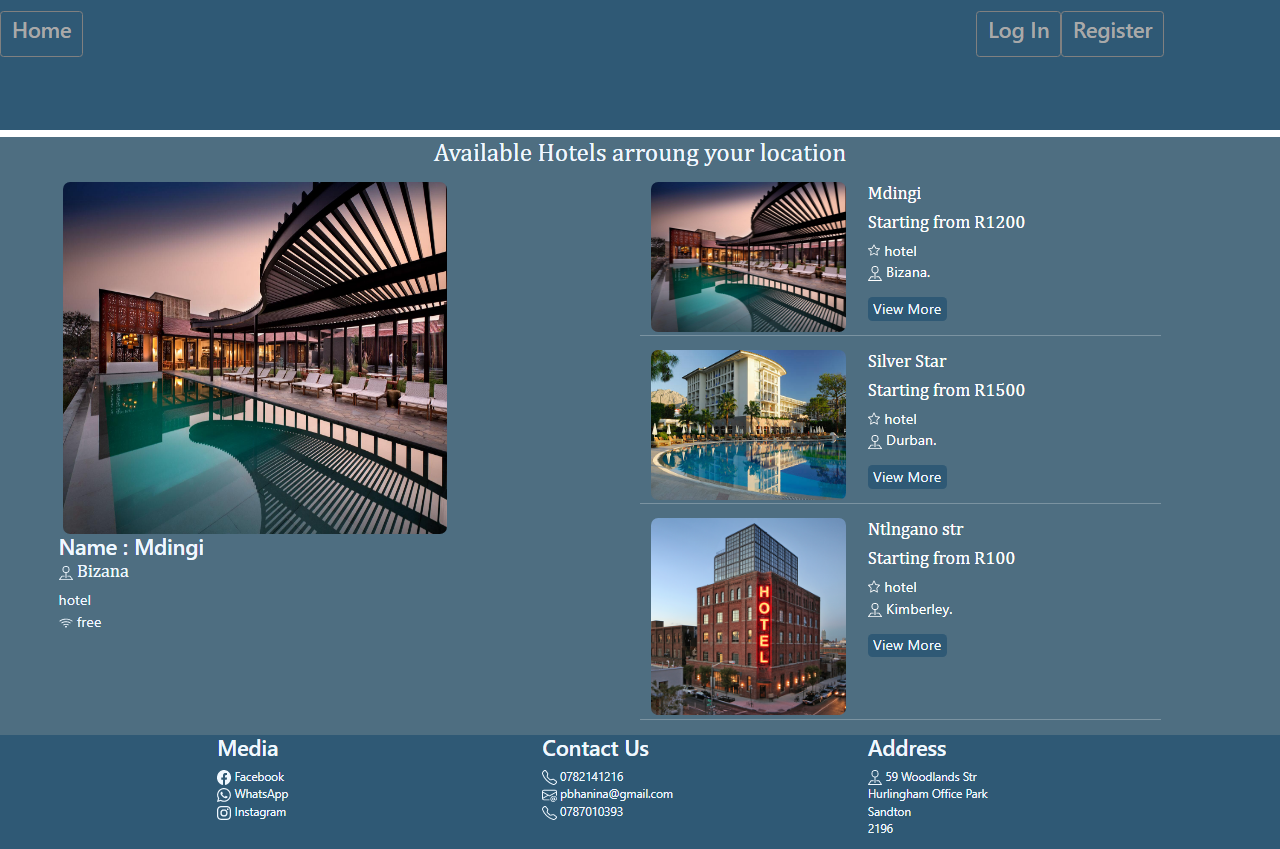 Home
Log In
Register
Available Hotels arroung your location
Name : Mdingi
Bizana
hotel
free
Mdingi
Starting from R1200
hotel
Bizana.
View More
Silver Star
Starting from R1500
hotel
Durban.
View More
HOTEL
Ntlngano str
Starting from R100
hotel
Kimberley.
View More
Media
Facebook
WhatsApp
Instagram
Contact Us
0782141216
pbhanina@gmail.com
0787010393
Address
59 Woodlands Str
Hurlingham Office Park
Sandton
2196